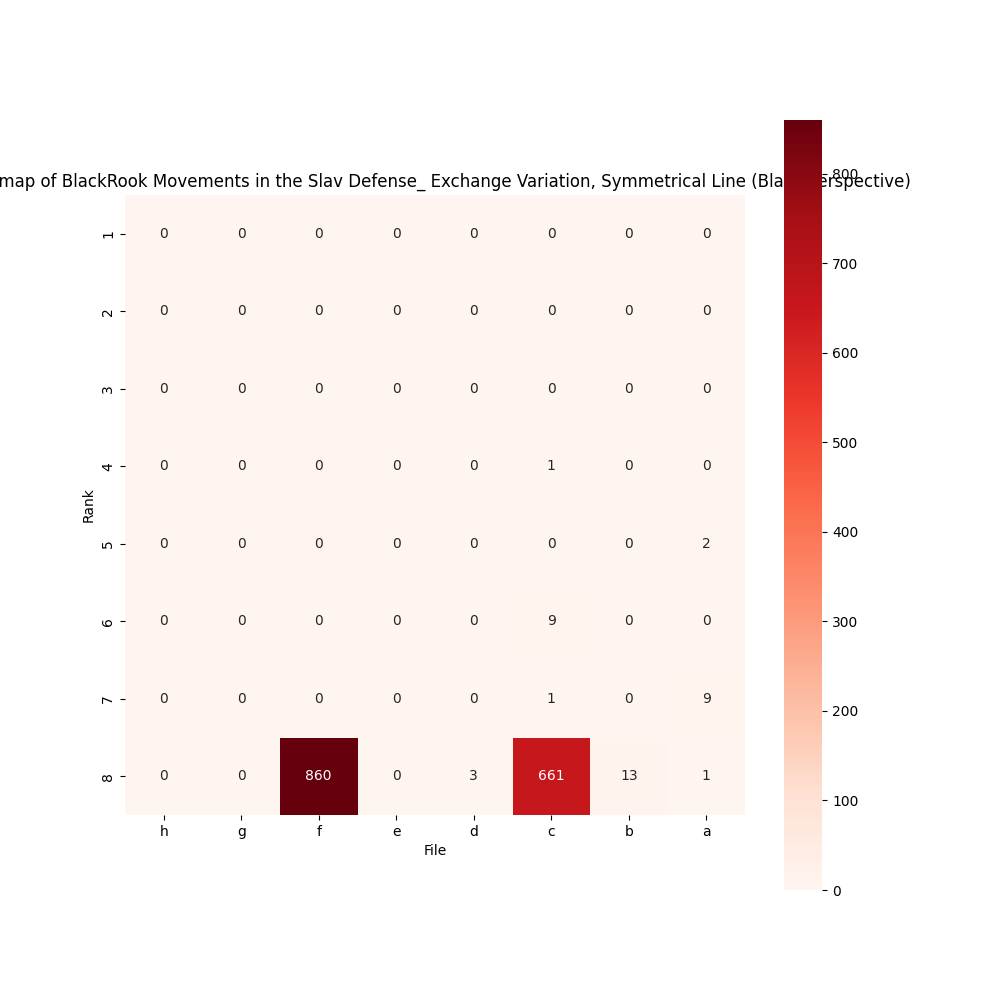 map of BlackRook Movements in the Slav Defense_ Exchange Variation, Symmetrical Line (Bla erspective)
800
700
600
500
400
300
200
100
0
Rank
1 0 0 0 0 0 0 0 0
2 0 0 0 0 0 0 0 0
3 0 0 0 0 0 0 0 0
4 0 0 0 0 0 1 0 0
5 0 0 0 0 0 0 0 2
6 0 0 0 0 0 9 0 0
7 0 0 0 0 0 1 0 9
8 0 0 860 0 3 661 13 1
h g f e d c b a
File